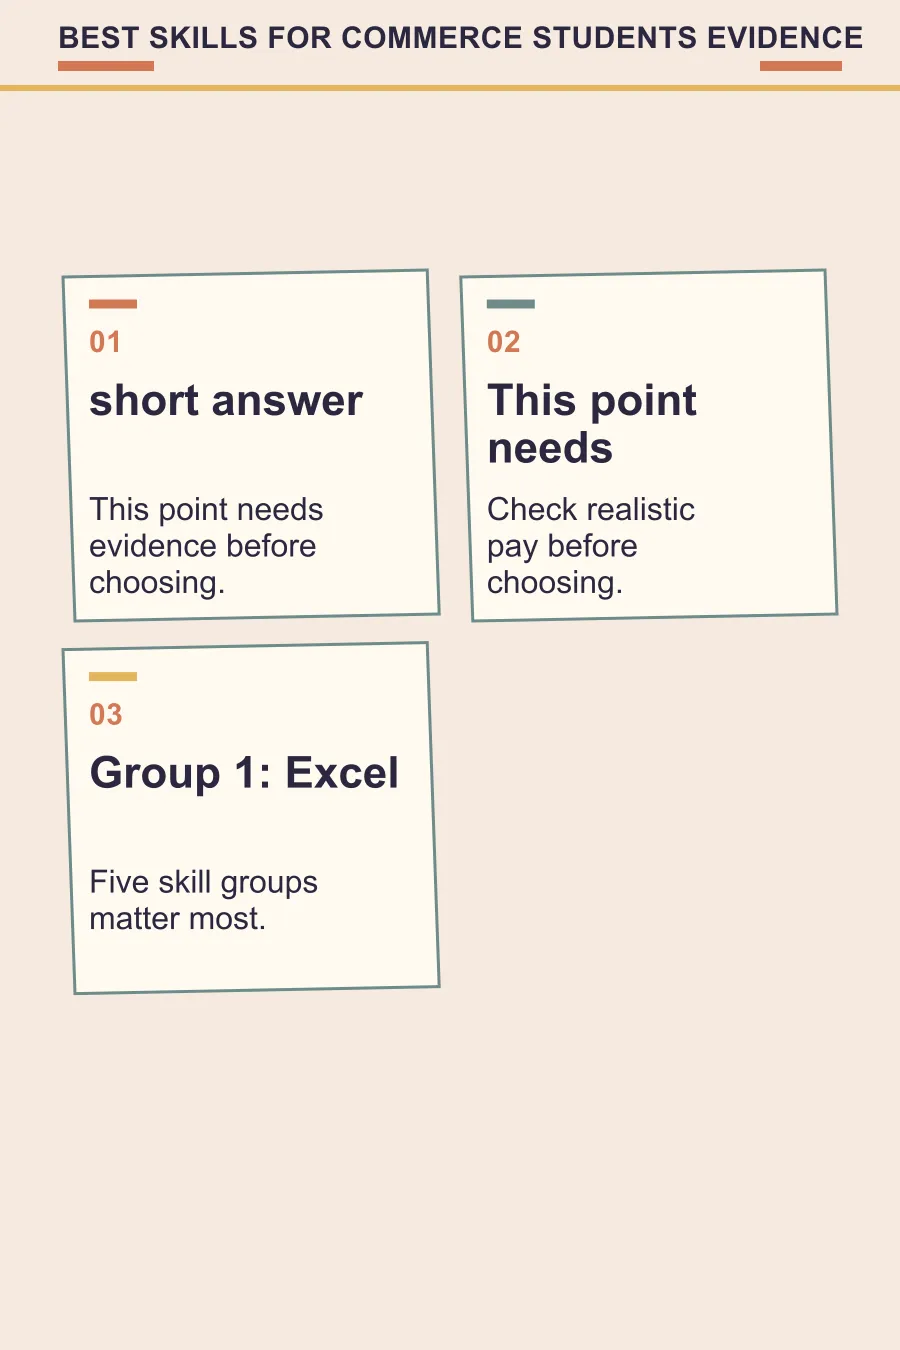 BEST SKILLS FOR COMMERCE STUDENTS EVIDENCE
01
short answer
This point needs
evidence before
choosing.
02
This point
needs
Check realistic
pay before
choosing.
03
Group 1: Excel
Five skill groups
matter most.